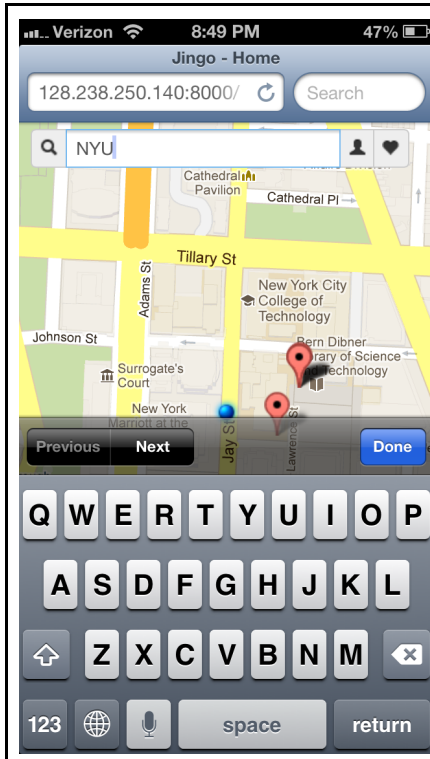 Verizon 8:49 PM 47%
Jingo - Home
128.238.250.140:8000/ Search
NYU
Cathedral
Pavilion
Cathedral Pl
Tillary St
Adams St
New York City
College of
Technology
Johnson St
Bern Dibner
Library of Science
and Technology
Surrogate's
Court
New York
Marriott at the
Jay St
Lawrence St
Previous Next Done
Q W E R T Y U I O P
A S D F G H J K L
Z X C V B N M
123 space return